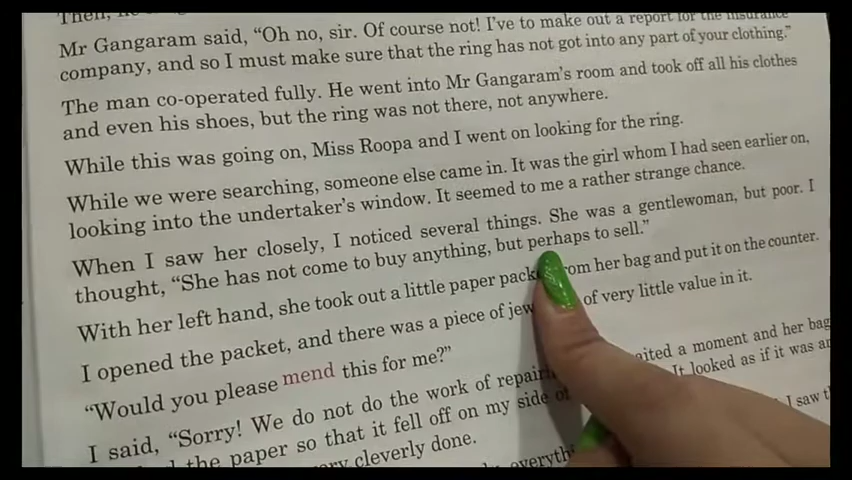 Then, he
Mr Gangaram said, “Oh no, sir. Of course not! I've to make out a report for the insurance
company, and so I must make sure that the ring has not got into any part of your clothing.”
The man co-operated fully. He went into Mr Gangaram's room and took off all his clothes
and even his shoes, but the ring was not there, not anywhere.
While this was going on, Miss Roopa and I went on looking for the ring.
While we were searching, someone else came in. It was the girl whom I had seen earlier on,
looking into the undertaker's window. It seemed to me a rather strange chance.
When I saw her closely, I noticed several things. She was a gentlewoman, but poor. I
thought, “She has not come to buy anything, but perhaps to sell.”
With her left hand, she took out a little paper from her bag and put it on the counter.
I opened the packet, and there was a piece of of very little value in it.
“Would you please mend this for me?”
I said, “Sorry! We do not do the work of a moment and her bag
the paper so that it fell off on my side of It looked as if it was
cleverly done. I saw